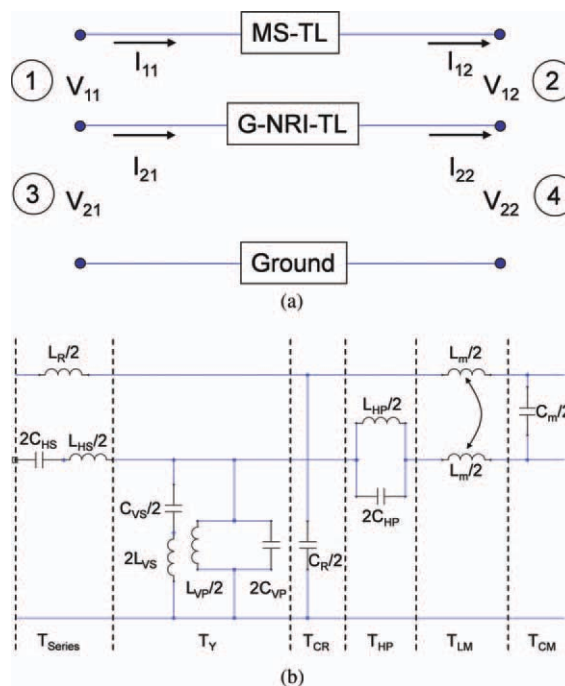 MS-TL
I11 I12
1 V11 V12 2
G-NRI-TL
I21 I22
3 V21 V22 4
Ground
(a)
LR/2 Lm/2
2CHS LHS/2 LHP/2 Cm/2
Lm/2
CVS/2 2CHP
2LVS LVP/2 2CVP CR/2
TSeries TY TCR THP TLM TCM
(b)